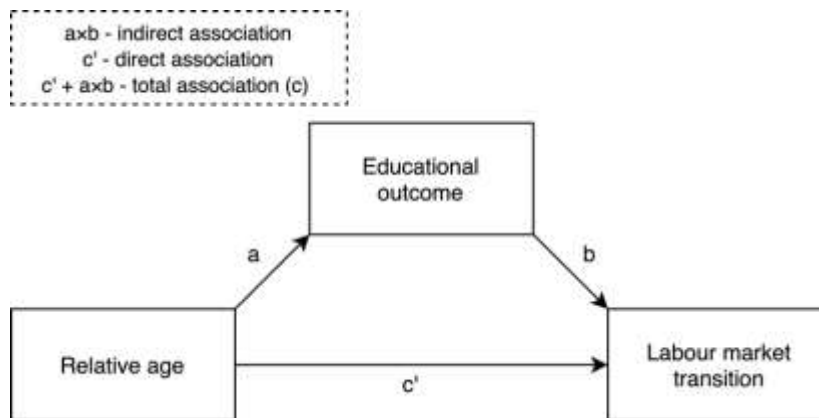 a×b - indirect association
c' - direct association
c' + a×b - total association (c)
Educational
outcome
a
b
Relative age
c'
Labour market
transition